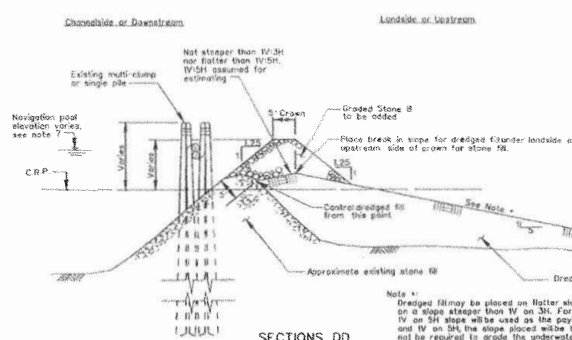 Channelside or Downstream
Landside or Upstream
Not steeper than 1V:3H
nor flatter than 1V:5H.
1V:5H assumed for
estimating
Existing multi-clump
or single pile
5' Crown
Graded Stone B
to be added
Navigation pool
elevation varies,
see note 7
Place break in slope for dredged fill under landside or
upstream side of crown for stone fill.
Varies
Varies
1.25
1
1.25
1
C.R.P.
5'
See Note *
Control dredged fill
from this point
1
5
Approximate existing stone fill
Dred
Note *:
Dredged fill may be placed on flatter slo
on a slope steeper than 1V on 3H. For
1V on 5H slope will be used as the pay
and 1V on 5H, the slope placed will be
not be required to grade the underwate
SECTIONS DD